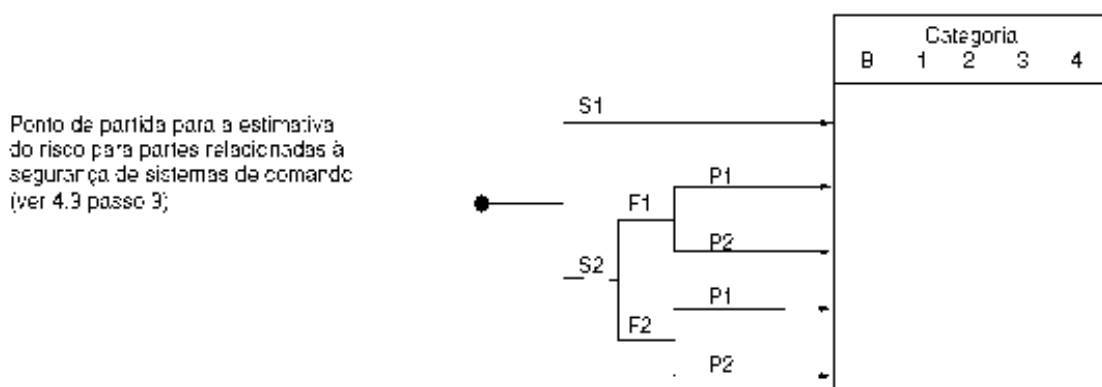 Categoria
B 1 2 3 4
S1
Ponto de partida para a estimativa
do risco para partes relacionadas à
segurança de sistemas de comando
(ver 4.3 passo 3)
P1
F1
P2
S2
P1
F2
P2